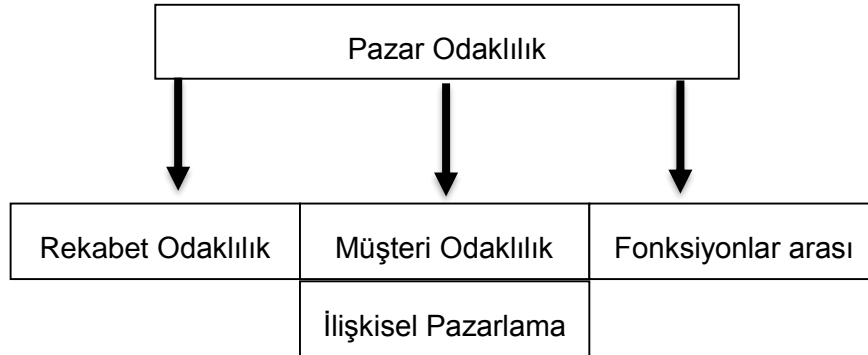 Pazar Odaklılık
Rekabet Odaklılık
Müşteri Odaklılık
Fonksiyonlar arası
İlişkisel Pazarlama